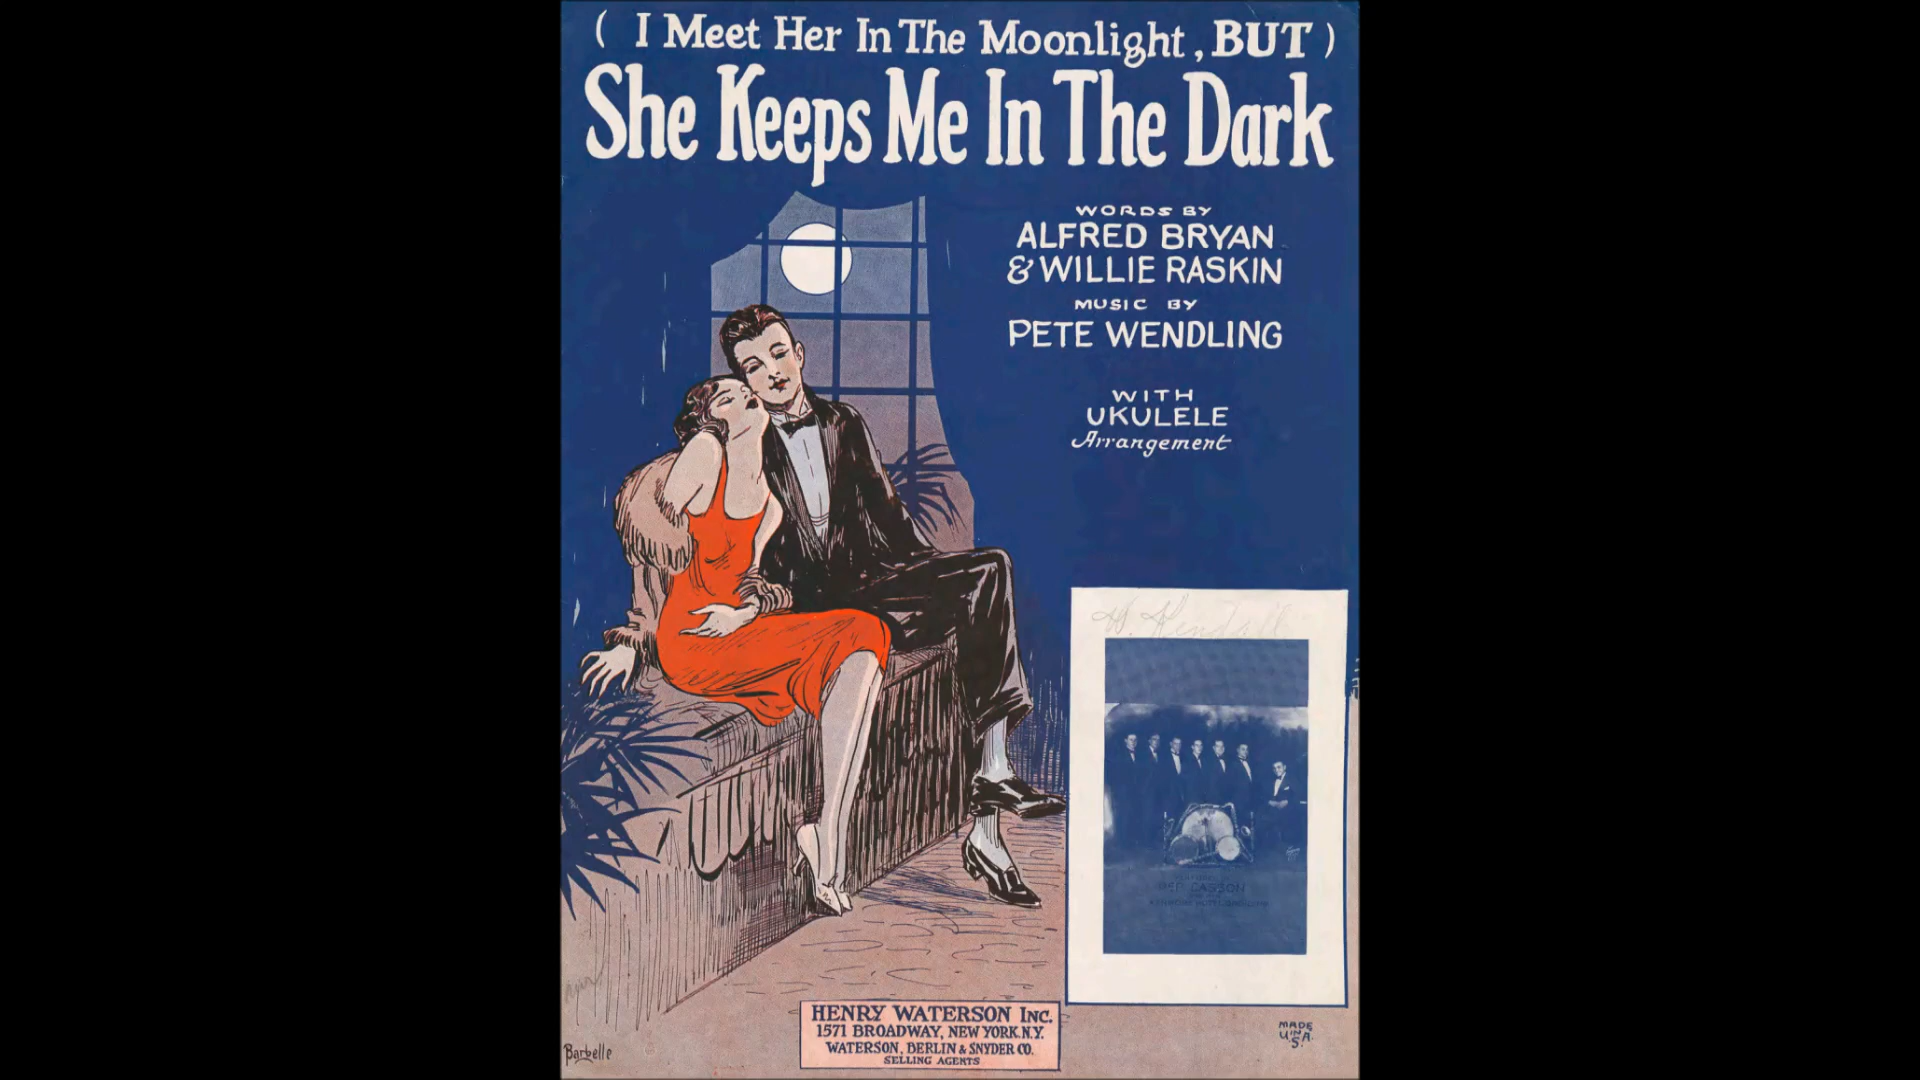 ( I Meet Her In The Moonlight, BUT )
She Keeps Me In The Dark
WORDS BY
ALFRED BRYAN
& WILLIE RASKIN
MUSIC BY
PETE WENDLING
WITH
UKULELE
Arrangement
W. Kendall
HENRY WATERSON INC.
1571 BROADWAY, NEW YORK. N.Y.
WATERSON, BERLIN & SNYDER CO.
SELLING AGENTS
MADE
IN
U.S.A.
Barbelle